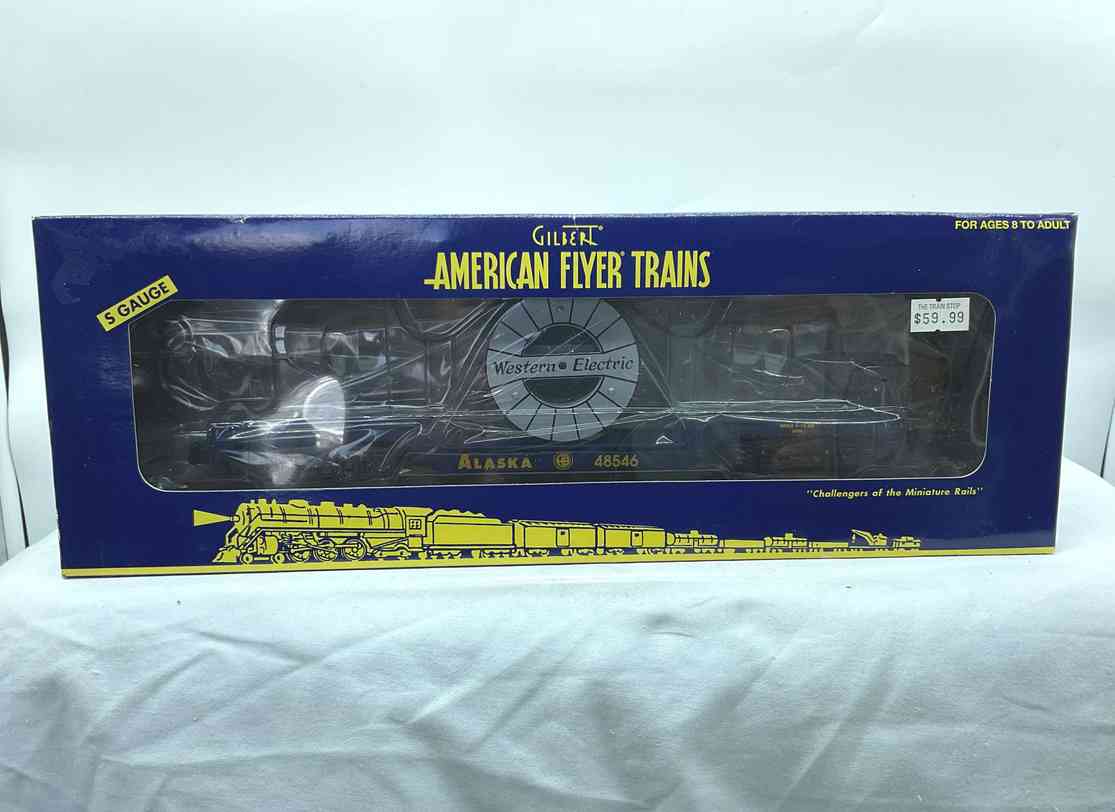 GILBERT®
AMERICAN FLYER® TRAINS
FOR AGES 8 TO ADULT
S GAUGE
THE TRAIN STOP
$59.99
Western Electric
ALASKA 48546
"Challengers of the Miniature Rails"